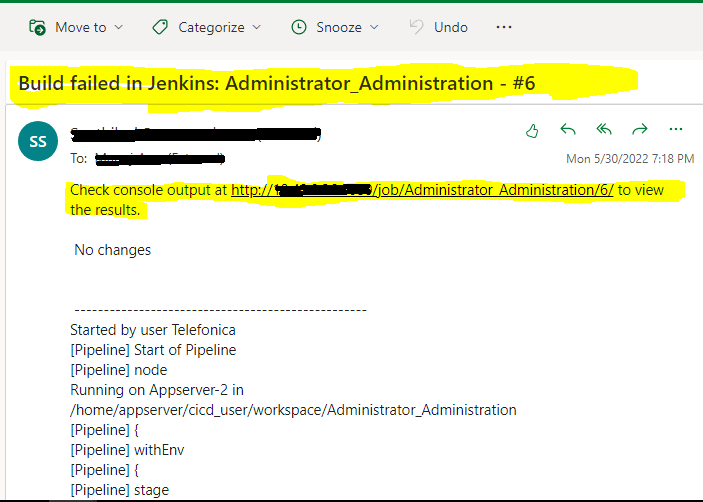 Move to Categorize Snooze Undo ...
Build failed in Jenkins: Administrator_Administration - #6
SS
To:
Mon 5/30/2022 7:18 PM
Check console output at http:// /job/Administrator_Administration/6/ to view
the results.
No changes
--------------------------------------------------
Started by user Telefonica
[Pipeline] Start of Pipeline
[Pipeline] node
Running on Appserver-2 in
/home/appserver/cicd_user/workspace/Administrator_Administration
[Pipeline] {
[Pipeline] withEnv
[Pipeline] {
[Pipeline] stage